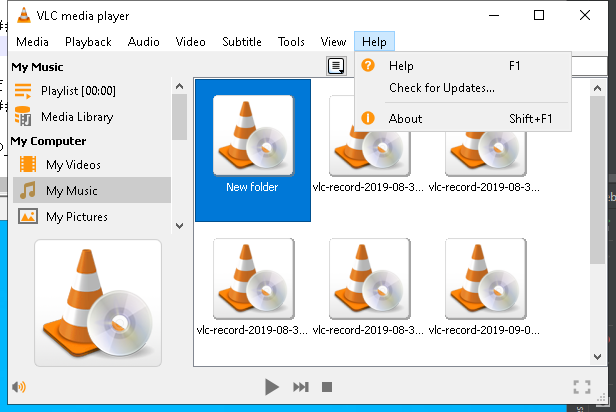 VLC media player
Media Playback Audio Video Subtitle Tools View Help
My Music
Playlist [00:00]
Media Library
My Computer
My Videos
My Music
My Pictures
Help F1
Check for Updates...
About Shift+F1
New folder
vlc-record-2019-08-3...
vlc-record-2019-08-3...
vlc-record-2019-08-3...
vlc-record-2019-08-3...
vlc-record-2019-09-0...